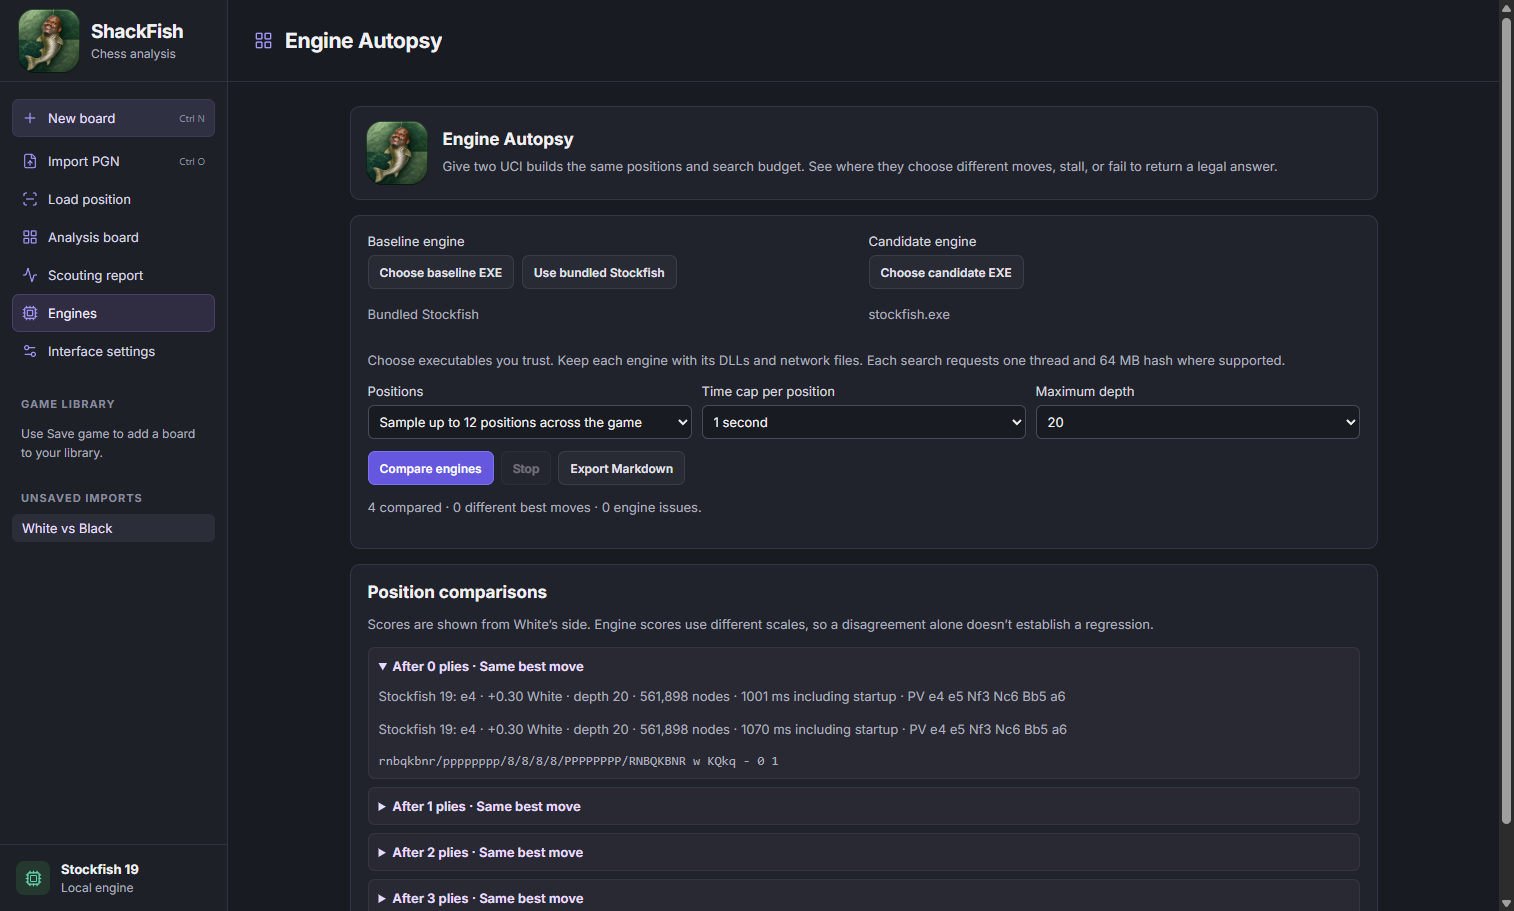 ShackFish
Chess analysis
New board Ctrl N
Import PGN Ctrl O
Load position
Analysis board
Scouting report
Engines
Interface settings
GAME LIBRARY
Use Save game to add a board
to your library.
UNSAVED IMPORTS
White vs Black
Stockfish 19
Local engine
Engine Autopsy
Engine Autopsy
Give two UCI builds the same positions and search budget. See where they choose different moves, stall, or fail to return a legal answer.
Baseline engine
Choose baseline EXE Use bundled Stockfish
Bundled Stockfish
Candidate engine
Choose candidate EXE
stockfish.exe
Choose executables you trust. Keep each engine with its DLLs and network files. Each search requests one thread and 64 MB hash where supported.
Positions
Sample up to 12 positions across the game
Time cap per position
1 second
Maximum depth
20
Compare engines Stop Export Markdown
4 compared · 0 different best moves · 0 engine issues.
Position comparisons
Scores are shown from White’s side. Engine scores use different scales, so a disagreement alone doesn’t establish a regression.
After 0 plies · Same best move
Stockfish 19: e4 · +0.30 White · depth 20 · 561,898 nodes · 1001 ms including startup · PV e4 e5 Nf3 Nc6 Bb5 a6
Stockfish 19: e4 · +0.30 White · depth 20 · 561,898 nodes · 1070 ms including startup · PV e4 e5 Nf3 Nc6 Bb5 a6
rnbqkbnr/pppppppp/8/8/8/8/PPPPPPPP/RNBQKBNR w KQkq - 0 1
After 1 plies · Same best move
After 2 plies · Same best move
After 3 plies · Same best move